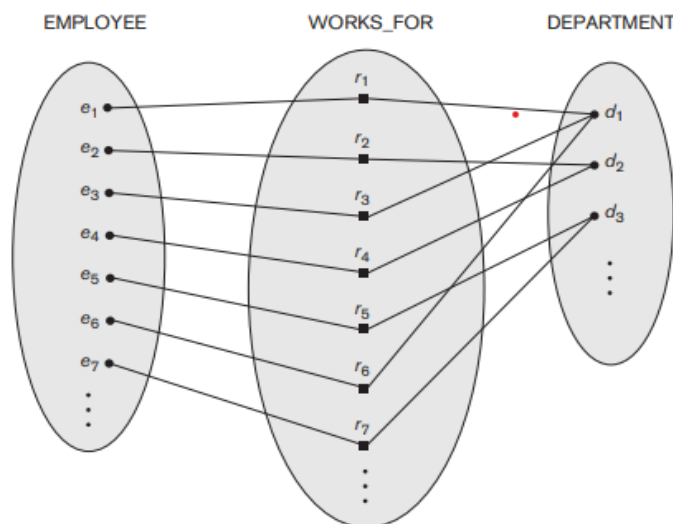 EMPLOYEE WORKS_FOR DEPARTMENT
e1
e2
e3
e4
e5
e6
e7
r1
r2
r3
r4
r5
r6
r7
d1
d2
d3